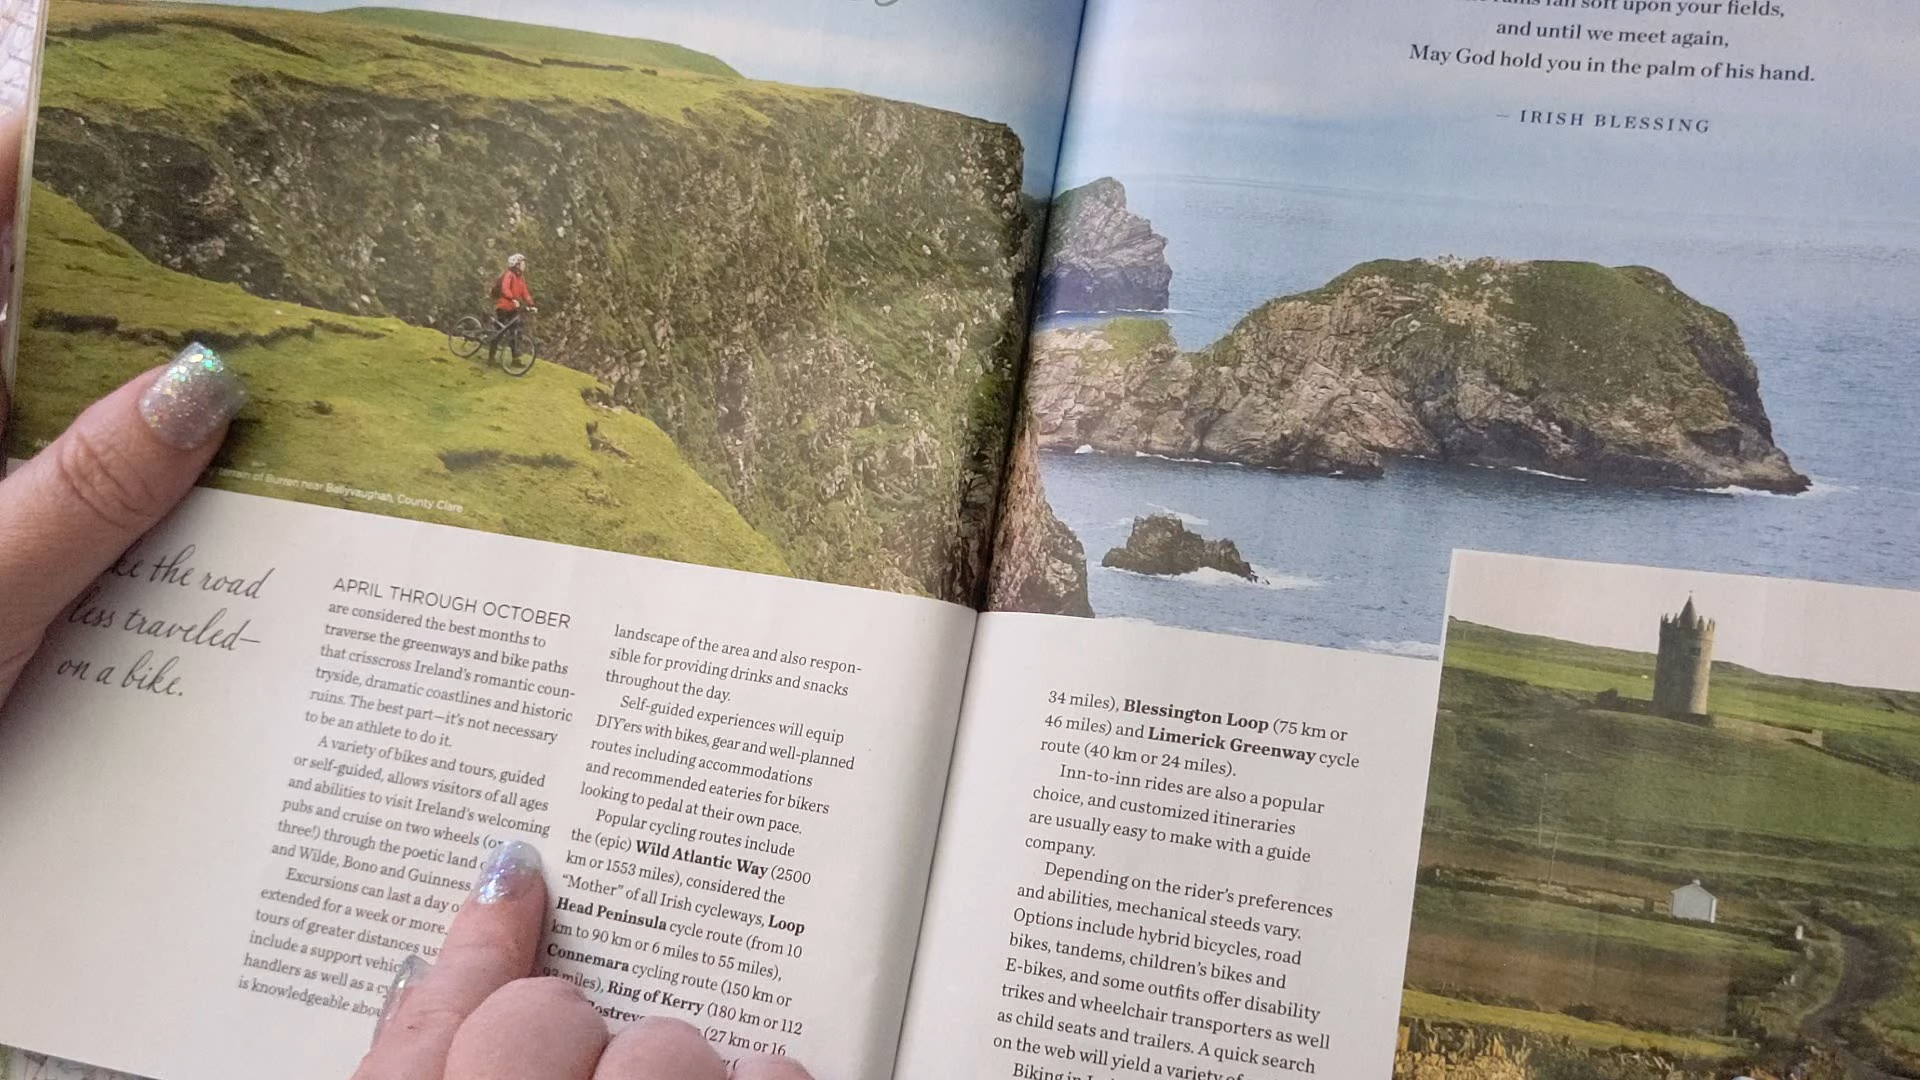 fall soft upon your fields,
and until we meet again,
May God hold you in the palm of his hand.
– IRISH BLESSING
of Burren near Ballyvaughan, County Clare
the road
less traveled—
on a bike.
APRIL THROUGH OCTOBER
are considered the best months to
traverse the greenways and bike paths
that crisscross Ireland's romantic coun-
tryside, dramatic coastlines and historic
ruins. The best part—it's not necessary
to be an athlete to do it.
A variety of bikes and tours, guided
or self-guided, allows visitors of all ages
and abilities to visit Ireland's welcoming
pubs and cruise on two wheels (or
three!) through the poetic land
and Wilde, Bono and Guinness.
Excursions can last a day
extended for a week or more.
tours of greater distances
include a support
handlers as well as a
is knowledgeable
landscape of the area and also respon-
sible for providing drinks and snacks
throughout the day.
Self-guided experiences will equip
DIY'ers with bikes, gear and well-planned
routes including accommodations
and recommended eateries for bikers
looking to pedal at their own pace.
Popular cycling routes include
the (epic) Wild Atlantic Way (2500
km or 1553 miles), considered the
“Mother” of all Irish cycleways, Loop
Head Peninsula cycle route (from 10
km to 90 km or 6 miles to 55 miles),
Connemara cycling route (150 km or
miles), Ring of Kerry (180 km or 112
(27 km or 16
34 miles), Blessington Loop (75 km or
46 miles) and Limerick Greenway cycle
route (40 km or 24 miles).
Inn-to-inn rides are also a popular
choice, and customized itineraries
are usually easy to make with a guide
company.
Depending on the rider's preferences
and abilities, mechanical steeds vary.
Options include hybrid bicycles, road
bikes, tandems, children's bikes and
E-bikes, and some outfits offer disability
trikes and wheelchair transporters as well
as child seats and trailers. A quick search
on the web will yield a variety
Biking in